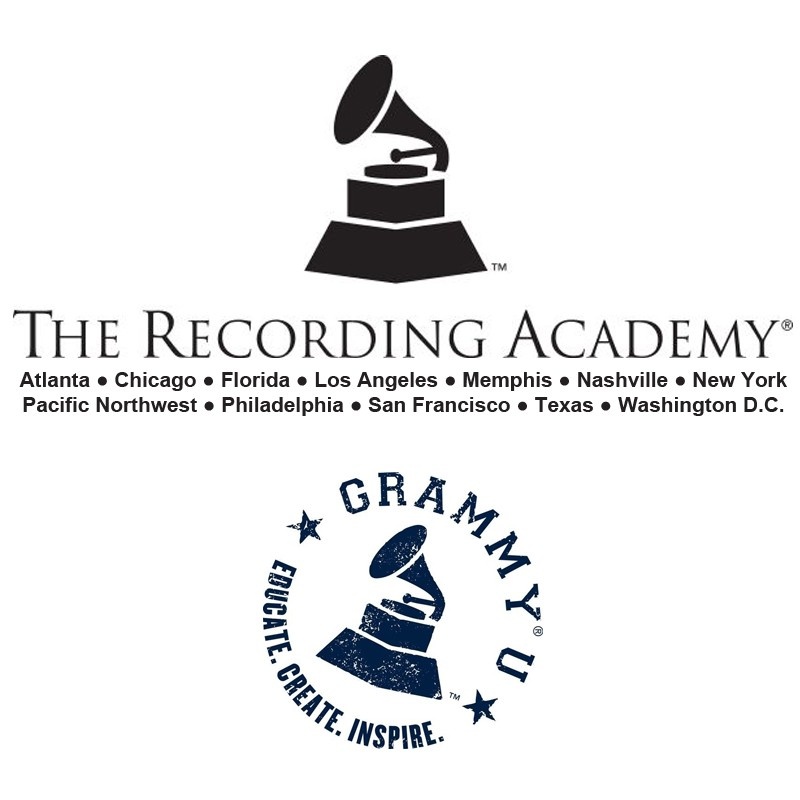 ™
THE RECORDING ACADEMY®
Atlanta ● Chicago ● Florida ● Los Angeles ● Memphis ● Nashville ● New York
Pacific Northwest ● Philadelphia ● San Francisco ● Texas ● Washington D.C.
GRAMMY U®
EDUCATE. CREATE. INSPIRE.
™